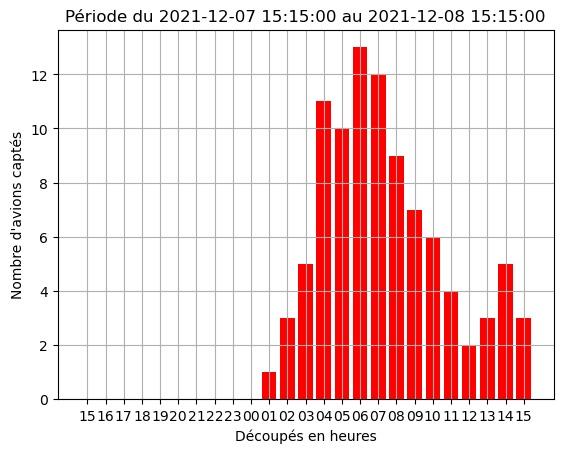 Période du 2021-12-07 15:15:00 au 2021-12-08 15:15:00
12
10
8
6
4
2
0
Nombre d'avions captés
15 16 17 18 19 20 21 22 23 00 01 02 03 04 05 06 07 08 09 10 11 12 13 14 15
Découpés en heures